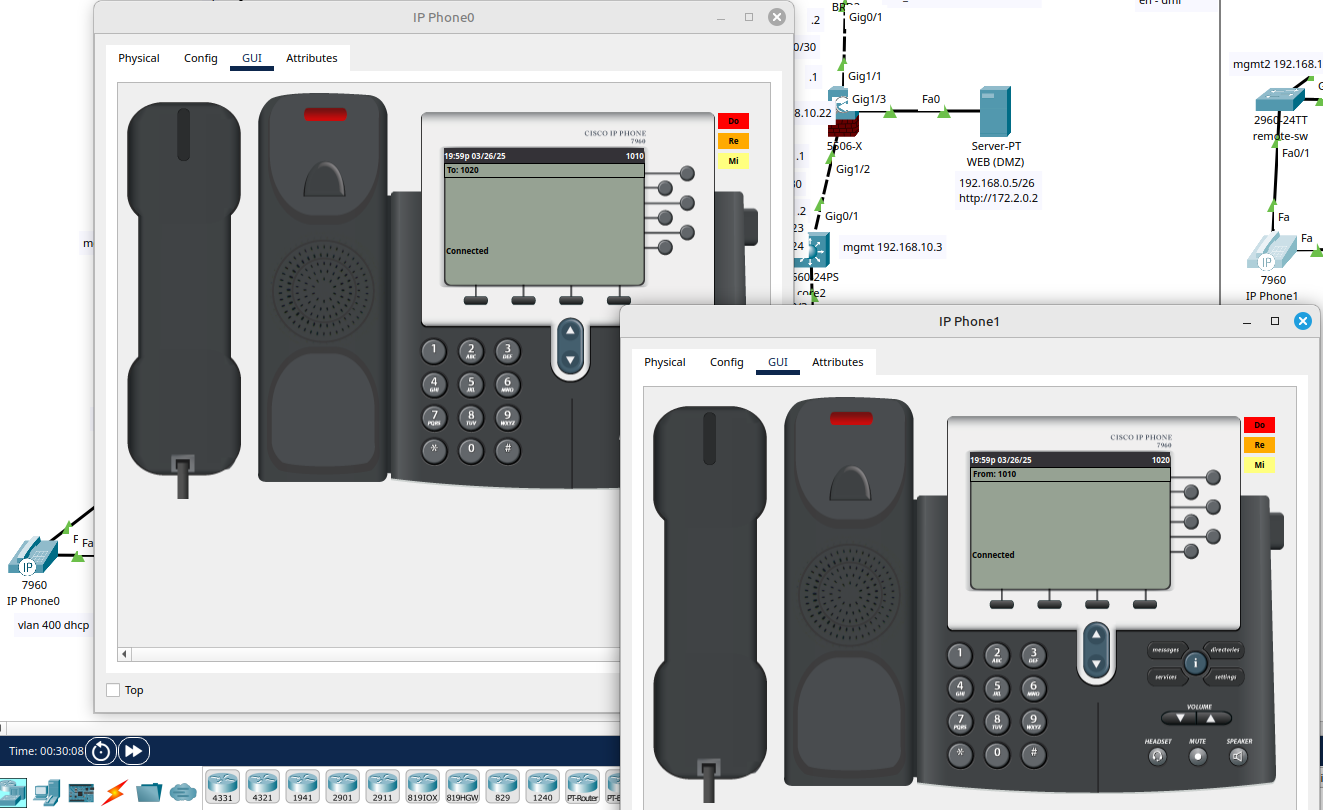 IP Phone0
Physical
Config
GUI
Attributes
CISCO IP PHONE
7960
19:59p 03/26/25
1010
To: 1020
Connected
Do
Re
Mi
1
2
ABC
3
DEF
4
GHI
5
JKL
6
MNO
7
PQRS
8
TUV
9
WXYZ
*
0
#
Top
.2
Gig0/1
0/30
.1
Gig1/1
Gig1/3
Fa0
8.10.22
5506-X
Server-PT
WEB (DMZ)
192.168.0.5/26
http://172.2.0.2
.1
Gig1/2
30
.2
Gig0/1
23
24
mgmt 192.168.10.3
560-24PS
core2
mgmt2 192.168.1
2960-24TT
remote-sw
Fa0/1
Fa
Fa
IP
7960
IP Phone1
m
F
Fa
IP
7960
IP Phone0
vlan 400 dhcp
IP Phone1
Physical
Config
GUI
Attributes
CISCO IP PHONE
7960
19:59p 03/26/25
1020
From: 1010
Connected
Do
Re
Mi
1
2
ABC
3
DEF
4
GHI
5
JKL
6
MNO
7
PQRS
8
TUV
9
WXYZ
*
0
#
messages
directories
i
services
settings
VOLUME
HEADSET
MUTE
SPEAKER
Time: 00:30:08
4331
4321
1941
2901
2911
819IOX
819HGW
829
1240
PT-Router